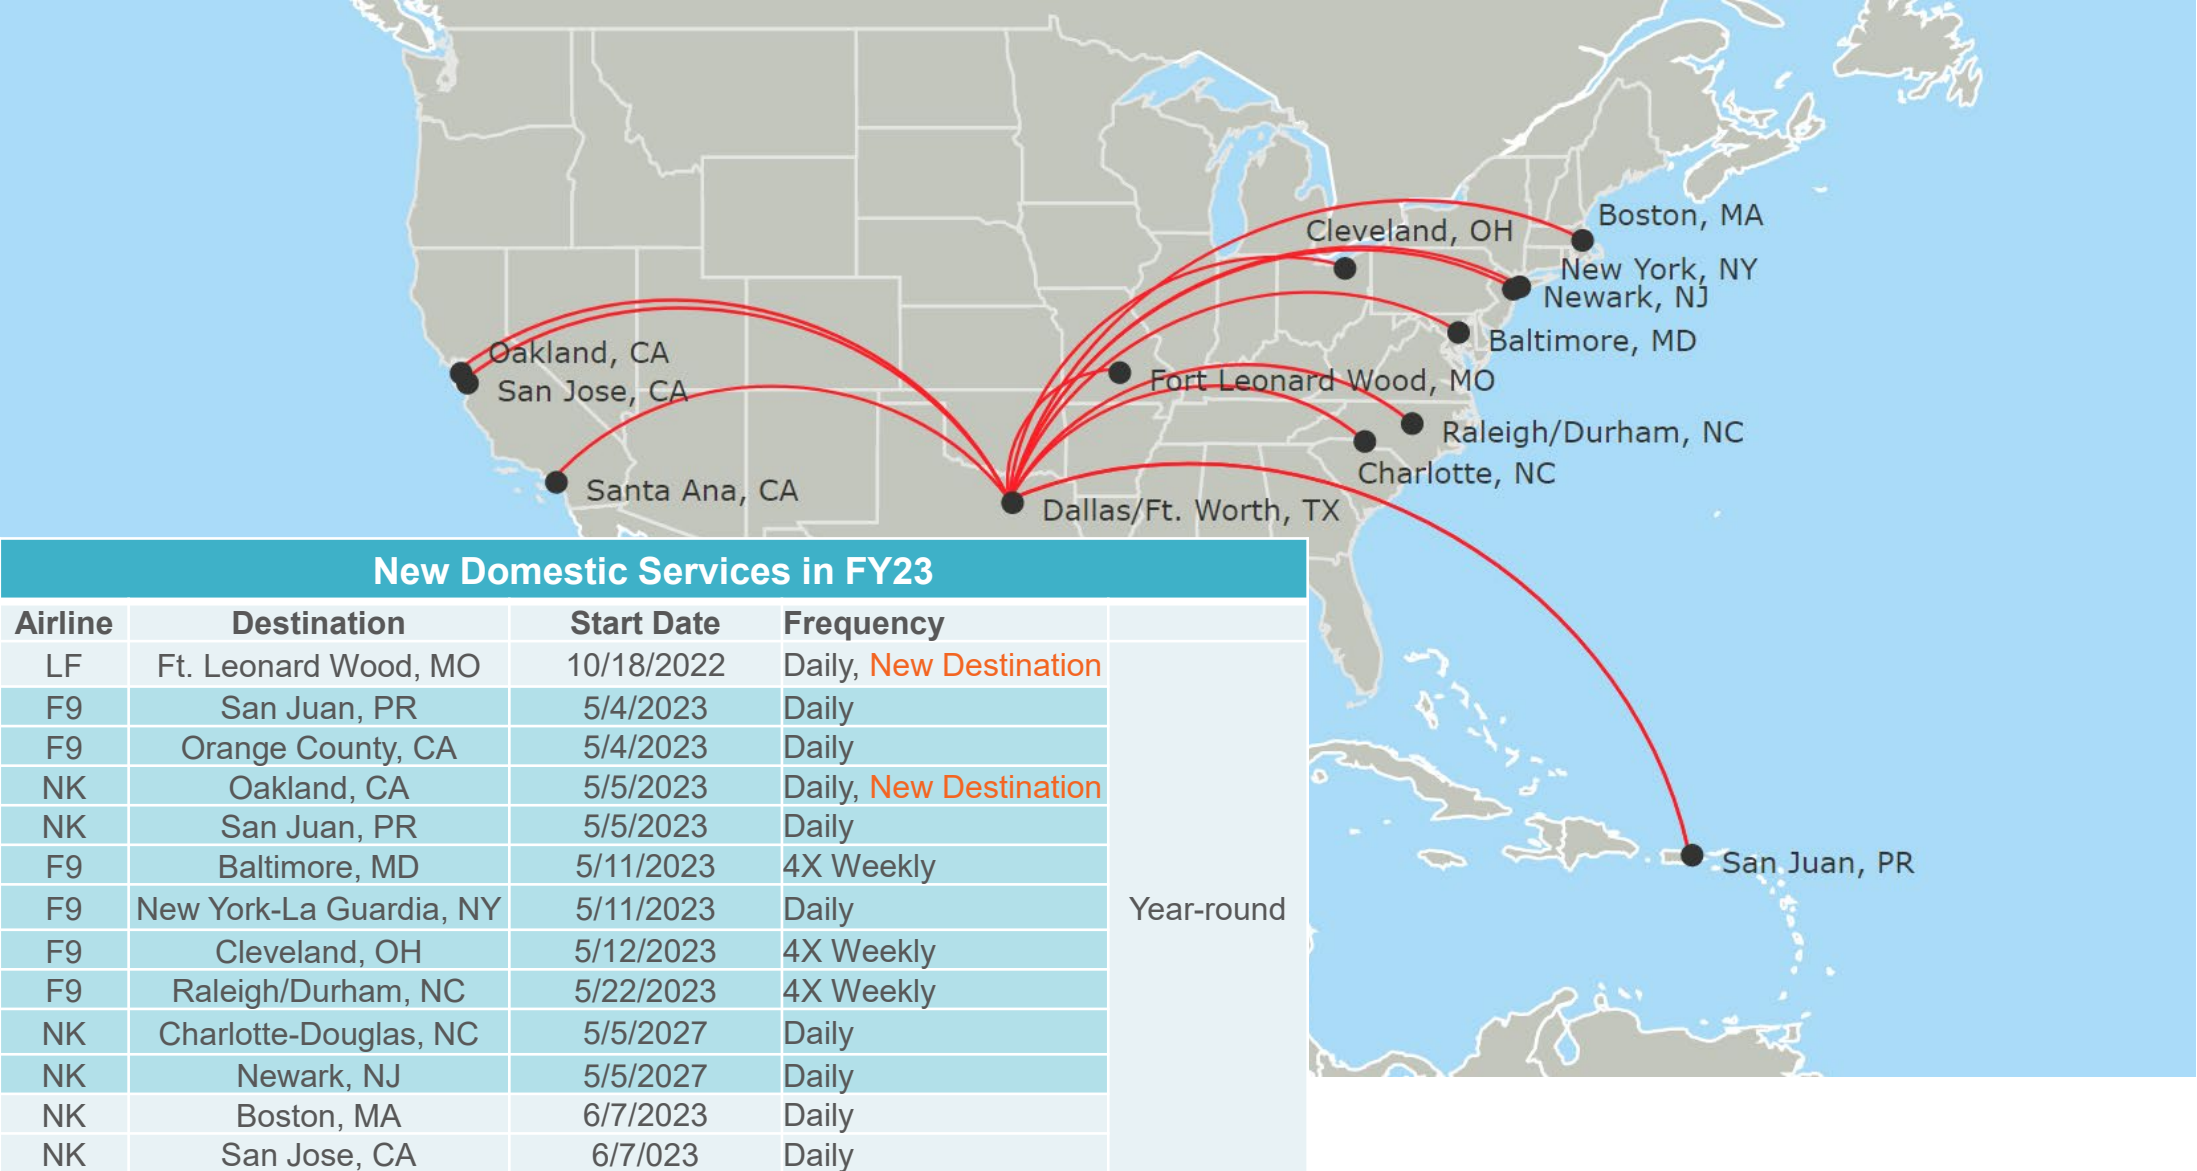 Boston, MA
Cleveland, OH
New York, NY
Newark, NJ
Baltimore, MD
Oakland, CA
San Jose, CA
Fort Leonard Wood, MO
Raleigh/Durham, NC
Charlotte, NC
Santa Ana, CA
Dallas/Ft. Worth, TX
San Juan, PR
New Domestic Services in FY23
Airline Destination Start Date Frequency
LF Ft. Leonard Wood, MO 10/18/2022 Daily, New Destination
F9 San Juan, PR 5/4/2023 Daily
F9 Orange County, CA 5/4/2023 Daily
NK Oakland, CA 5/5/2023 Daily, New Destination
NK San Juan, PR 5/5/2023 Daily
F9 Baltimore, MD 5/11/2023 4X Weekly
F9 New York-La Guardia, NY 5/11/2023 Daily Year-round
F9 Cleveland, OH 5/12/2023 4X Weekly
F9 Raleigh/Durham, NC 5/22/2023 4X Weekly
NK Charlotte-Douglas, NC 5/5/2027 Daily
NK Newark, NJ 5/5/2027 Daily
NK Boston, MA 6/7/2023 Daily
NK San Jose, CA 6/7/023 Daily